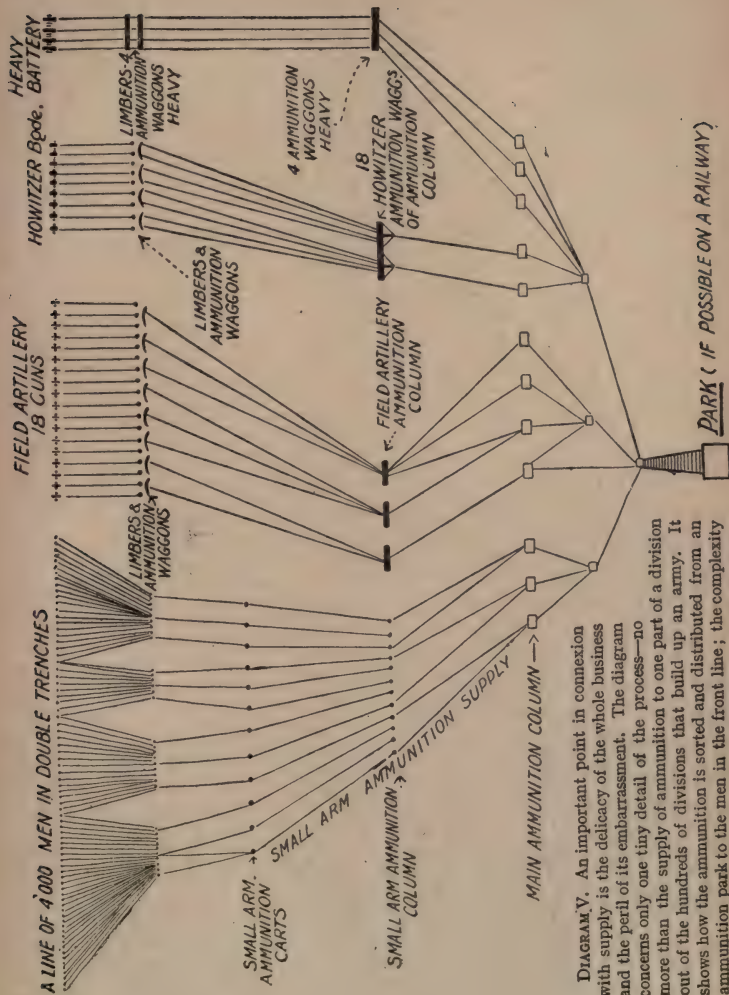 A LINE OF 4'000 MEN IN DOUBLE TRENCHES
FIELD ARTILLERY
18 GUNS
HOWITZER Bgde.
HEAVY
BATTERY
LIMBERS &
AMMUNITION
WAGGONS
LIMBERS &
AMMUNITION
WAGGONS
LIMBERS-4
AMMUNITION
WAGGONS
HEAVY
SMALL ARM.
AMMUNITION
CARTS
SMALL ARM AMMUNITION SUPPLY
SMALL ARM AMMUNITION
COLUMN
FIELD ARTILLERY
AMMUNITION
COLUMN
4 AMMUNITION
WAGGONS
HEAVY
18
HOWITZER
AMMUNITION WAGGS
OF AMMUNITION
COLUMN
MAIN AMMUNITION COLUMN
PARK (IF POSSIBLE ON A RAILWAY)
DIAGRAM V. An important point in connexion
with supply is the delicacy of the whole business
and the peril of its embarrassment. The diagram
concerns only one tiny detail of the process—no
more than the supply of ammunition to one part of a division
out of the hundreds of divisions that build up an army. It
shows how the ammunition is sorted and distributed from an
ammunition park to the men in the front line; the complexity